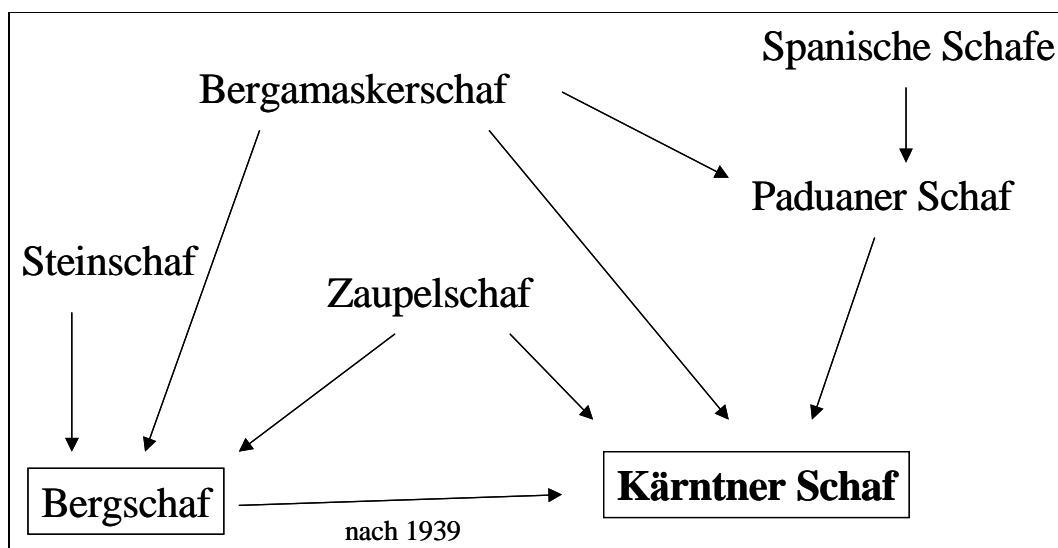 Spanische Schafe
Bergamaskerschaf
Paduaner Schaf
Steinschaf
Zaupelschaf
Bergschaf
Kärntner Schaf
nach 1939